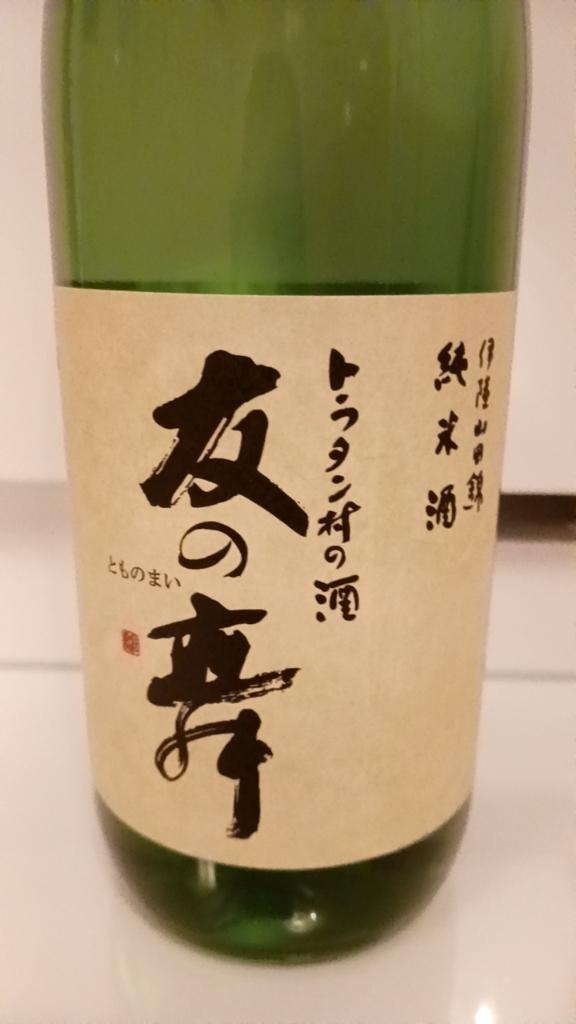 伊陸山田錦
純米酒
トラタン村の酒
友の舞
とものまい